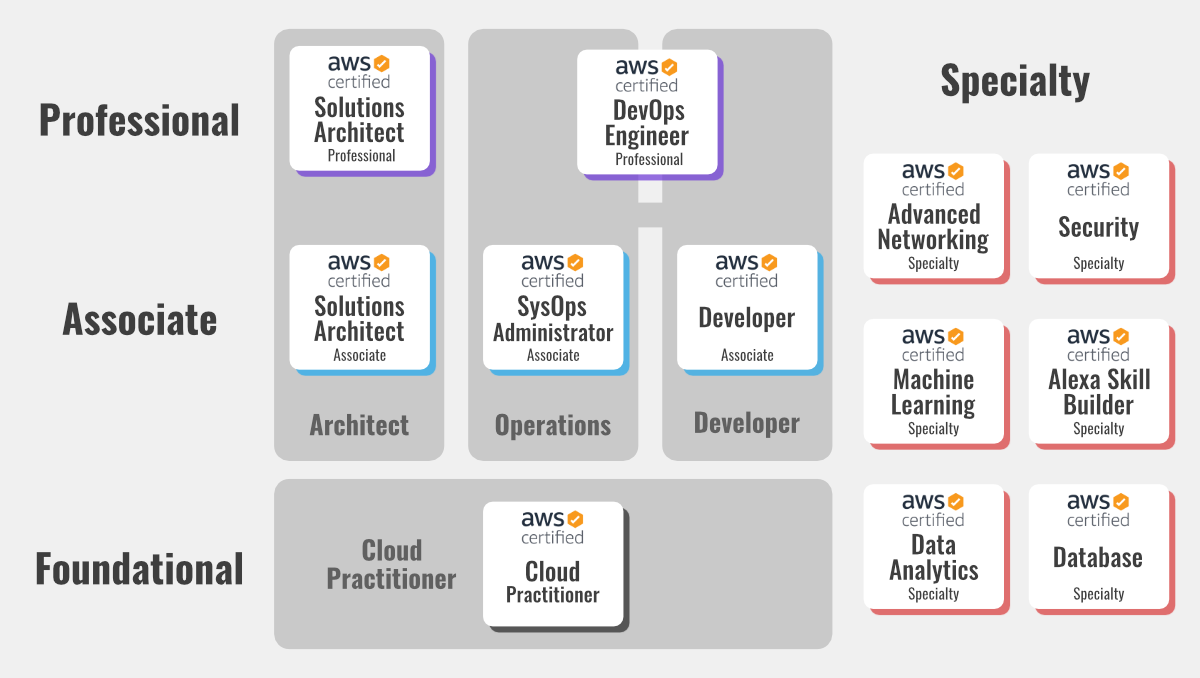 Professional
aws
certified
Solutions
Architect
Professional
aws
certified
DevOps
Engineer
Professional
Associate
aws
certified
Solutions
Architect
Associate
aws
certified
SysOps
Administrator
Associate
aws
certified
Developer
Associate
Architect
Operations
Developer
Foundational
Cloud
Practitioner
aws
certified
Cloud
Practitioner
Specialty
aws
certified
Advanced
Networking
Specialty
aws
certified
Security
Specialty
aws
certified
Machine
Learning
Specialty
aws
certified
Alexa Skill
Builder
Specialty
aws
certified
Data
Analytics
Specialty
aws
certified
Database
Specialty